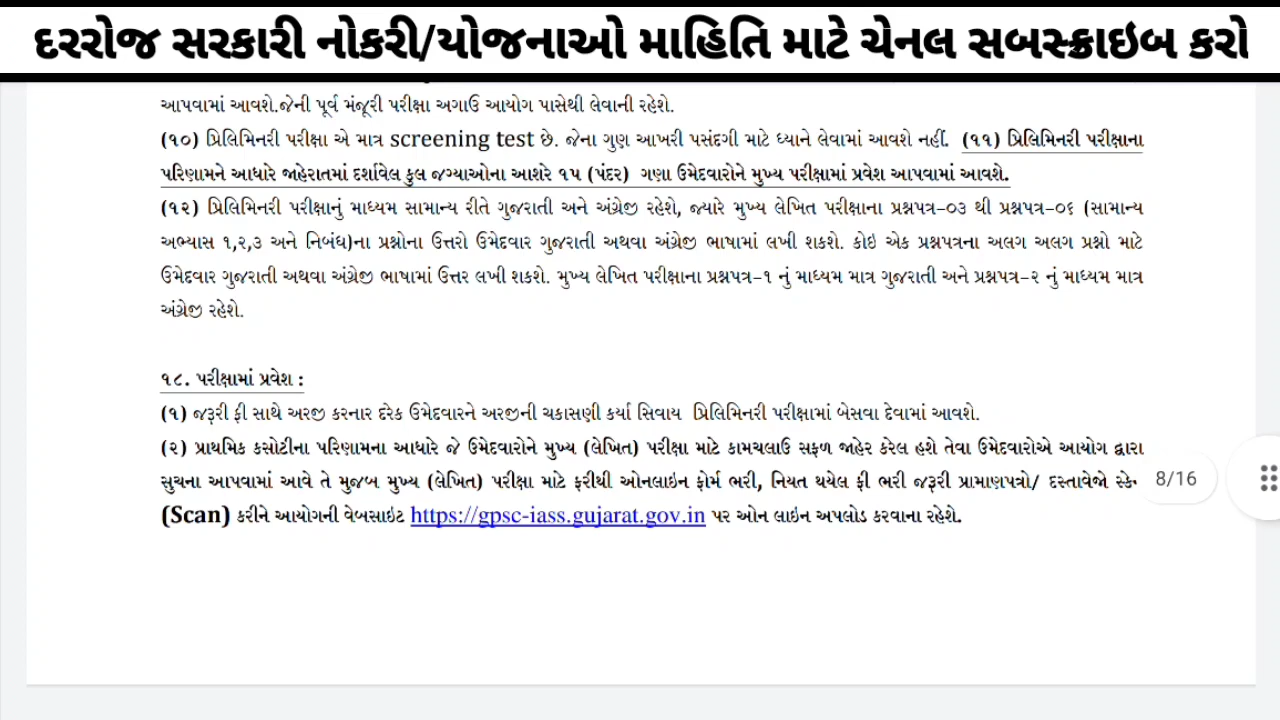 દરરોજ સરકારી નોકરી/યોજનાઓ માહિતિ માટે ચેનલ સબસ્ક્રાઇબ કરો
આપવામાં આવશે.જેની પૂર્વ મંજૂરી પરીક્ષા અગાઉ આયોગ પાસેથી લેવાની રહેશે.
(૧૦) પ્રિલિમિનરી પરીક્ષા એ માત્ર screening test છે. જેના ગુણ આખરી પસંદગી માટે ધ્યાને લેવામાં આવશે નહીં. (૧૧) પ્રિલિમિનરી પરીક્ષાના
પરિણામને આધારે જાહેરાતમાં દર્શાવેલ કુલ જગ્યાઓના આશરે ૧૫ (પંદર) ગણા ઉમેદવારોને મુખ્ય પરીક્ષામાં પ્રવેશ આપવામાં આવશે.
(૧૨) પ્રિલિમિનરી પરીક્ષાનું માધ્યમ સામાન્ય રીતે ગુજરાતી અને અંગ્રેજી રહેશે, જ્યારે મુખ્ય લેખિત પરીક્ષાના પ્રશ્નપત્ર-૦૩ થી પ્રશ્નપત્ર-૦૬ (સામાન્ય
અભ્યાસ ૧,૨,૩ અને નિબંધ)ના પ્રશ્નોના ઉત્તરો ઉમેદવાર ગુજરાતી અથવા અંગ્રેજી ભાષામાં લખી શકશે. કોઇ એક પ્રશ્નપત્રના અલગ અલગ પ્રશ્નો માટે
ઉમેદવાર ગુજરાતી અથવા અંગ્રેજી ભાષામાં ઉત્તર લખી શકશે. મુખ્ય લેખિત પરીક્ષાના પ્રશ્નપત્ર-૧ નું માધ્યમ માત્ર ગુજરાતી અને પ્રશ્નપત્ર-૨ નું માધ્યમ માત્ર
અંગ્રેજી રહેશે.
૧૮. પરીક્ષામાં પ્રવેશ :
(૧) જરૂરી ફી સાથે અરજી કરનાર દરેક ઉમેદવારને અરજીની ચકાસણી કર્યા સિવાય પ્રિલિમિનરી પરીક્ષામાં બેસવા દેવામાં આવશે.
(૨) પ્રાથમિક કસોટીના પરિણામના આધારે જે ઉમેદવારોને મુખ્ય (લેખિત) પરીક્ષા માટે કામચલાઉ સફળ જાહેર કરેલ હશે તેવા ઉમેદવારોએ આયોગ દ્વારા
સુચના આપવામાં આવે તે મુજબ મુખ્ય (લેખિત) પરીક્ષા માટે ફરીથી ઓનલાઇન ફોર્મ ભરી, નિયત થયેલ ફી ભરી જરૂરી પ્રામાણપત્રો/ દસ્તાવેજો
(Scan) કરીને આયોગની વેબસાઇટ https://gpsc-iass.gujarat.gov.in પર ઓન લાઇન અપલોડ કરવાના રહેશે.
8/16